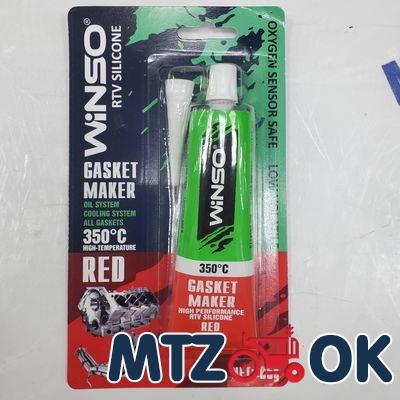 WINSO
RTV SILICONE
GASKET
MAKER
OIL SYSTEM
COOLING SYSTEM
ALL GASKETS
350°C
HIGH-TEMPERATURE
RED
OXYGEN SENSOR SAFE
WINSO
350°C
GASKET
MAKER
HIGH PERFORMANCE
RTV SILICONE
RED
MTZ OK